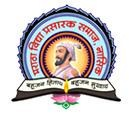 मराठा विद्या प्रसारक समाज, नाशिक
बहुजन हिताय बहुजन सुखाय